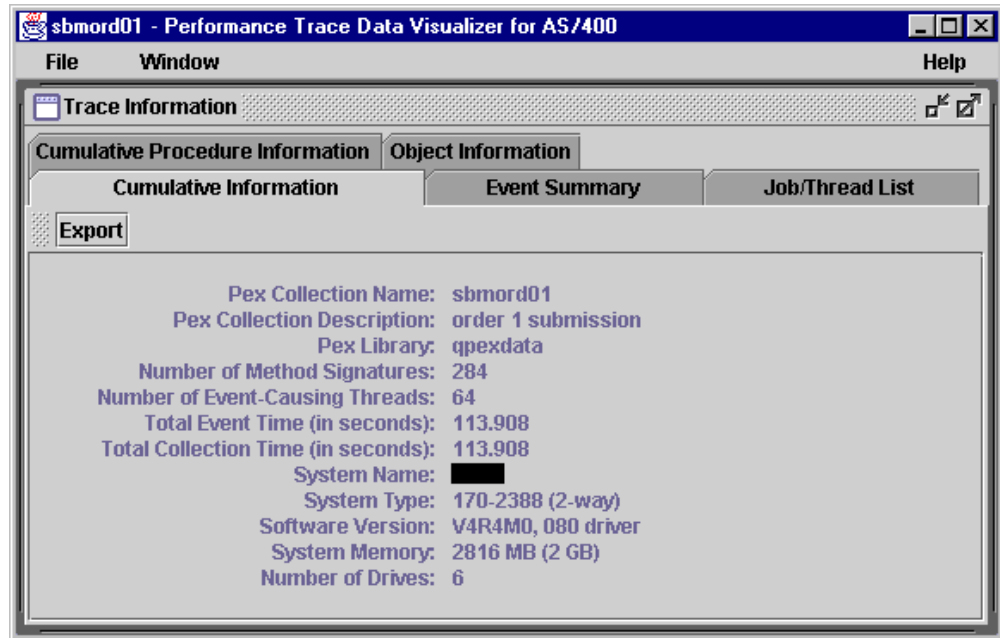 sbmord01 - Performance Trace Data Visualizer for AS/400
File Window Help
Trace Information
Cumulative Procedure Information Object Information
Cumulative Information Event Summary Job/Thread List
Export
Pex Collection Name: sbmord01
Pex Collection Description: order 1 submission
Pex Library: qpexdata
Number of Method Signatures: 284
Number of Event-Causing Threads: 64
Total Event Time (in seconds): 113.908
Total Collection Time (in seconds): 113.908
System Name:
System Type: 170-2388 (2-way)
Software Version: V4R4M0, 080 driver
System Memory: 2816 MB (2 GB)
Number of Drives: 6